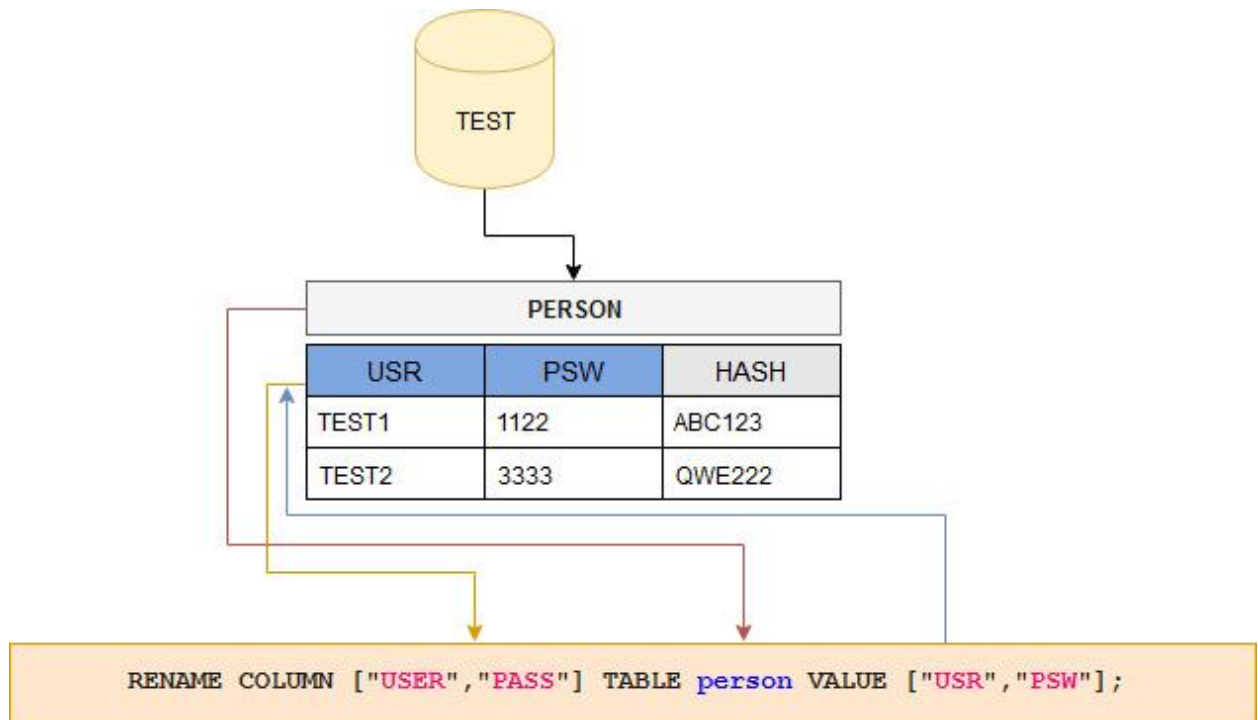 TEST
PERSON
USR PSW HASH
TEST1 1122 ABC123
TEST2 3333 QWE222
RENAME COLUMN ["USER","PASS"] TABLE person VALUE ["USR","PSW"];